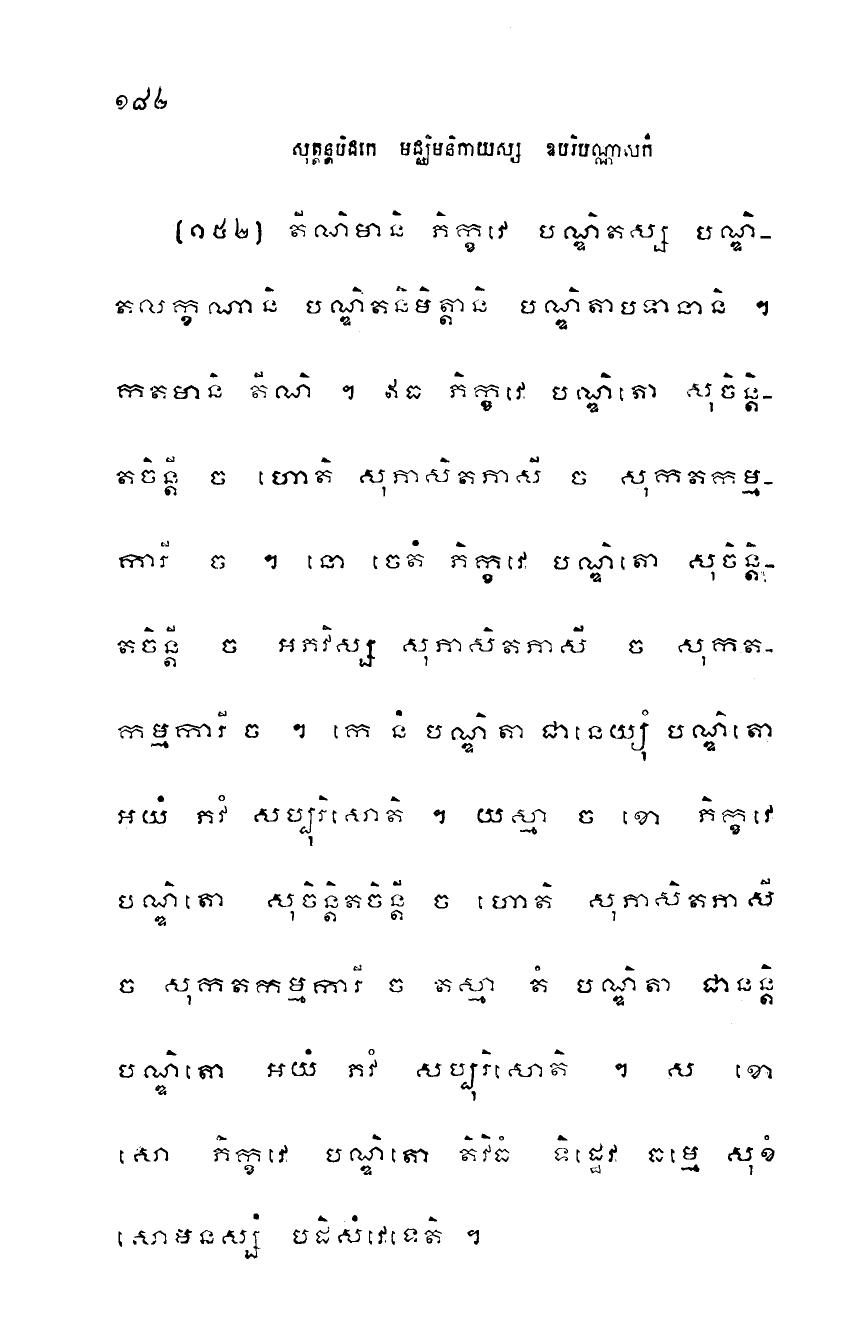 ១៨២
សុត្តន្តបិដកេ មជ្ឈិមនិកាយស្ស ឧបរិបណ្ណាសកំ
(១៥២) តីណិមានិ ភិក្ខវេ បណ្ឌិតស្ស បណ្ឌិ-
តលក្ខណានិ បណ្ឌិតនិមិត្តានិ បណ្ឌិតាបទានានិ ។
កតមានិ តីណិ ។ ឥធ ភិក្ខវេ បណ្ឌិតោ សុចិន្តិ-
តចិន្តី ច ហោតិ សុភាសិតភាសី ច សុកតកម្ម-
ការី ច ។ នោ ចេតំ ភិក្ខវេ បណ្ឌិតោ សុចិន្តិ-
តចិន្តី ច អភវិស្ស សុភាសិតភាសី ច សុកត-
កម្មការី ច ។ កេ នំ បណ្ឌិតា ជានេយ្យុំ បណ្ឌិតោ
អយំ ភវំ សប្បុរិសោតិ ។ យស្មា ច ខោ ភិក្ខវេ
បណ្ឌិតោ សុចិន្តិតចិន្តី ច ហោតិ សុភាសិតភាសី
ច សុកតកម្មការី ច តស្មា តំ បណ្ឌិតា ជានន្តិ
បណ្ឌិតោ អយំ ភវំ សប្បុរិសោតិ ។ ស ខោ
សោ ភិក្ខវេ បណ្ឌិតោ តិវិធំ ទិដ្ឋេវ ធម្មេ សុខំ
សោមនស្សំ បដិសំវេទេតិ ។